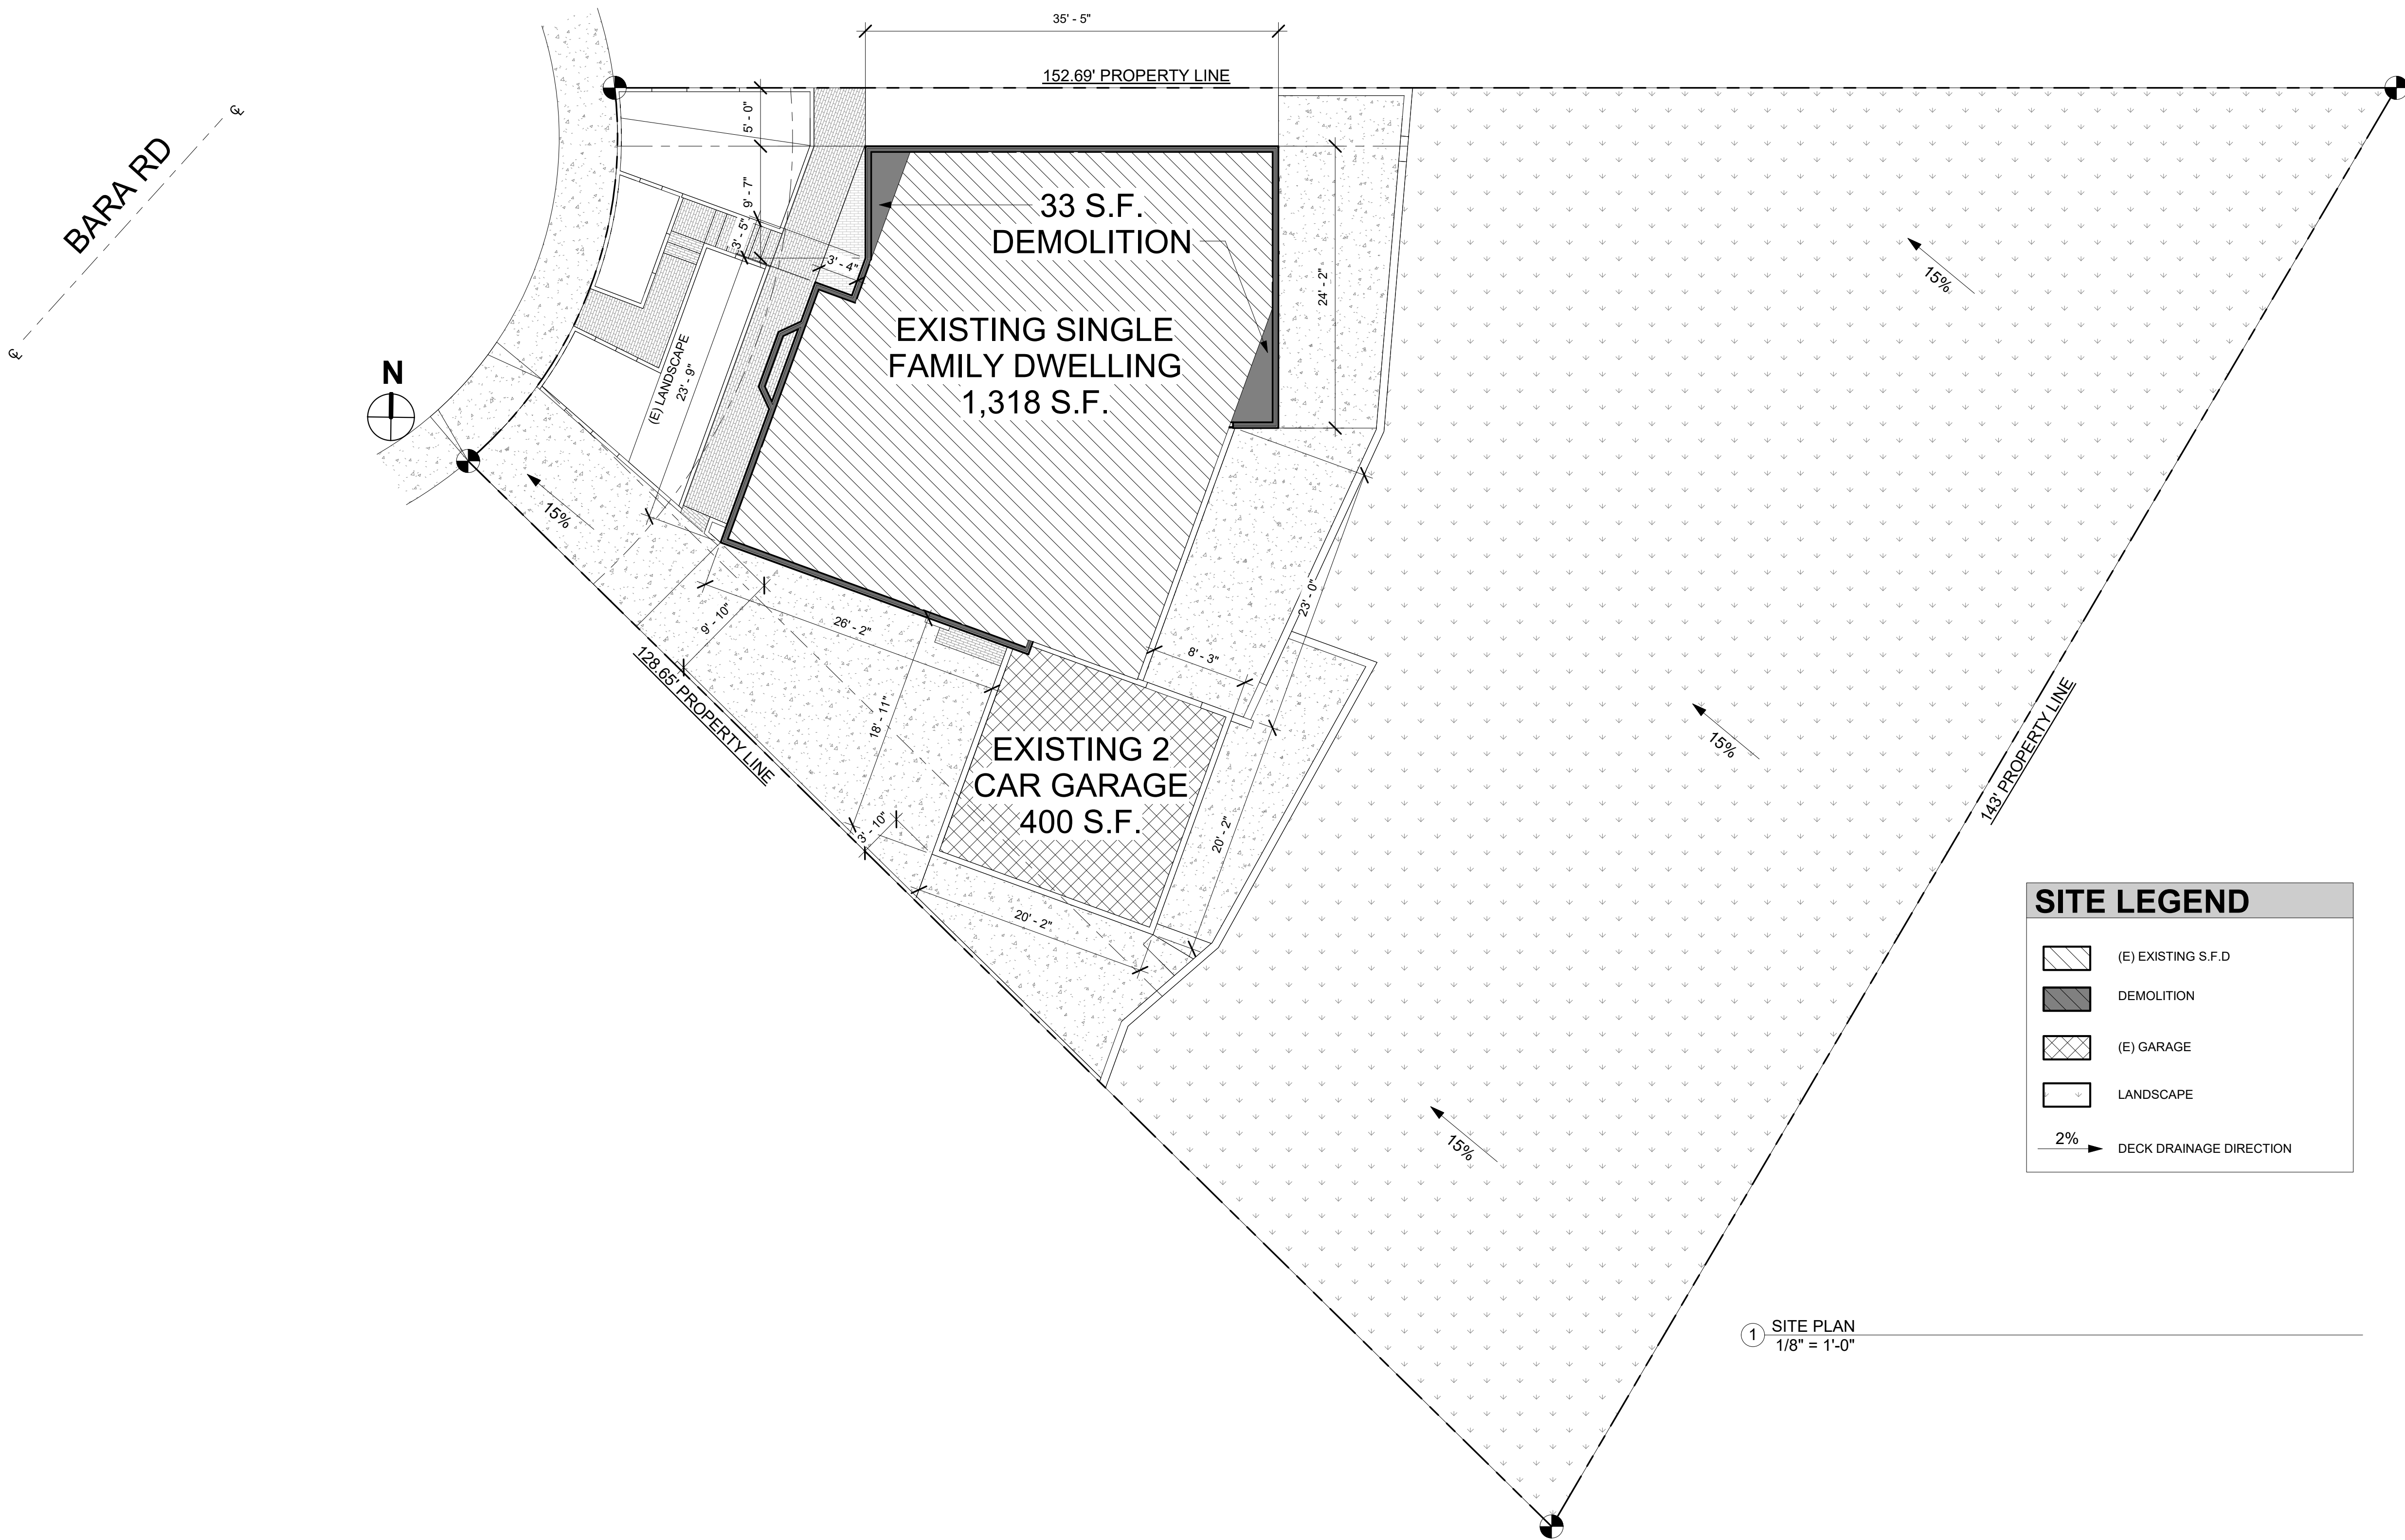 35' - 5"
152.69' PROPERTY LINE
5' - 0"
BARA RD
9' - 7"
33 S.F.
DEMOLITION
3' - 5"
3' - 4"
24' - 2"
15%
EXISTING SINGLE
FAMILY DWELLING
1,318 S.F.
N
(E) LANDSCAPE
23' - 9"
15%
23' - 0"
9' - 10"
26' - 2"
8' - 3"
128.65' PROPERTY LINE
18' - 11"
15%
143' PROPERTY LINE
EXISTING 2
CAR GARAGE
400 S.F.
3' - 10"
20' - 2"
20' - 2"
SITE LEGEND
(E) EXISTING S.F.D
DEMOLITION
(E) GARAGE
LANDSCAPE
2%
DECK DRAINAGE DIRECTION
15%
1 SITE PLAN
1/8" = 1'-0"